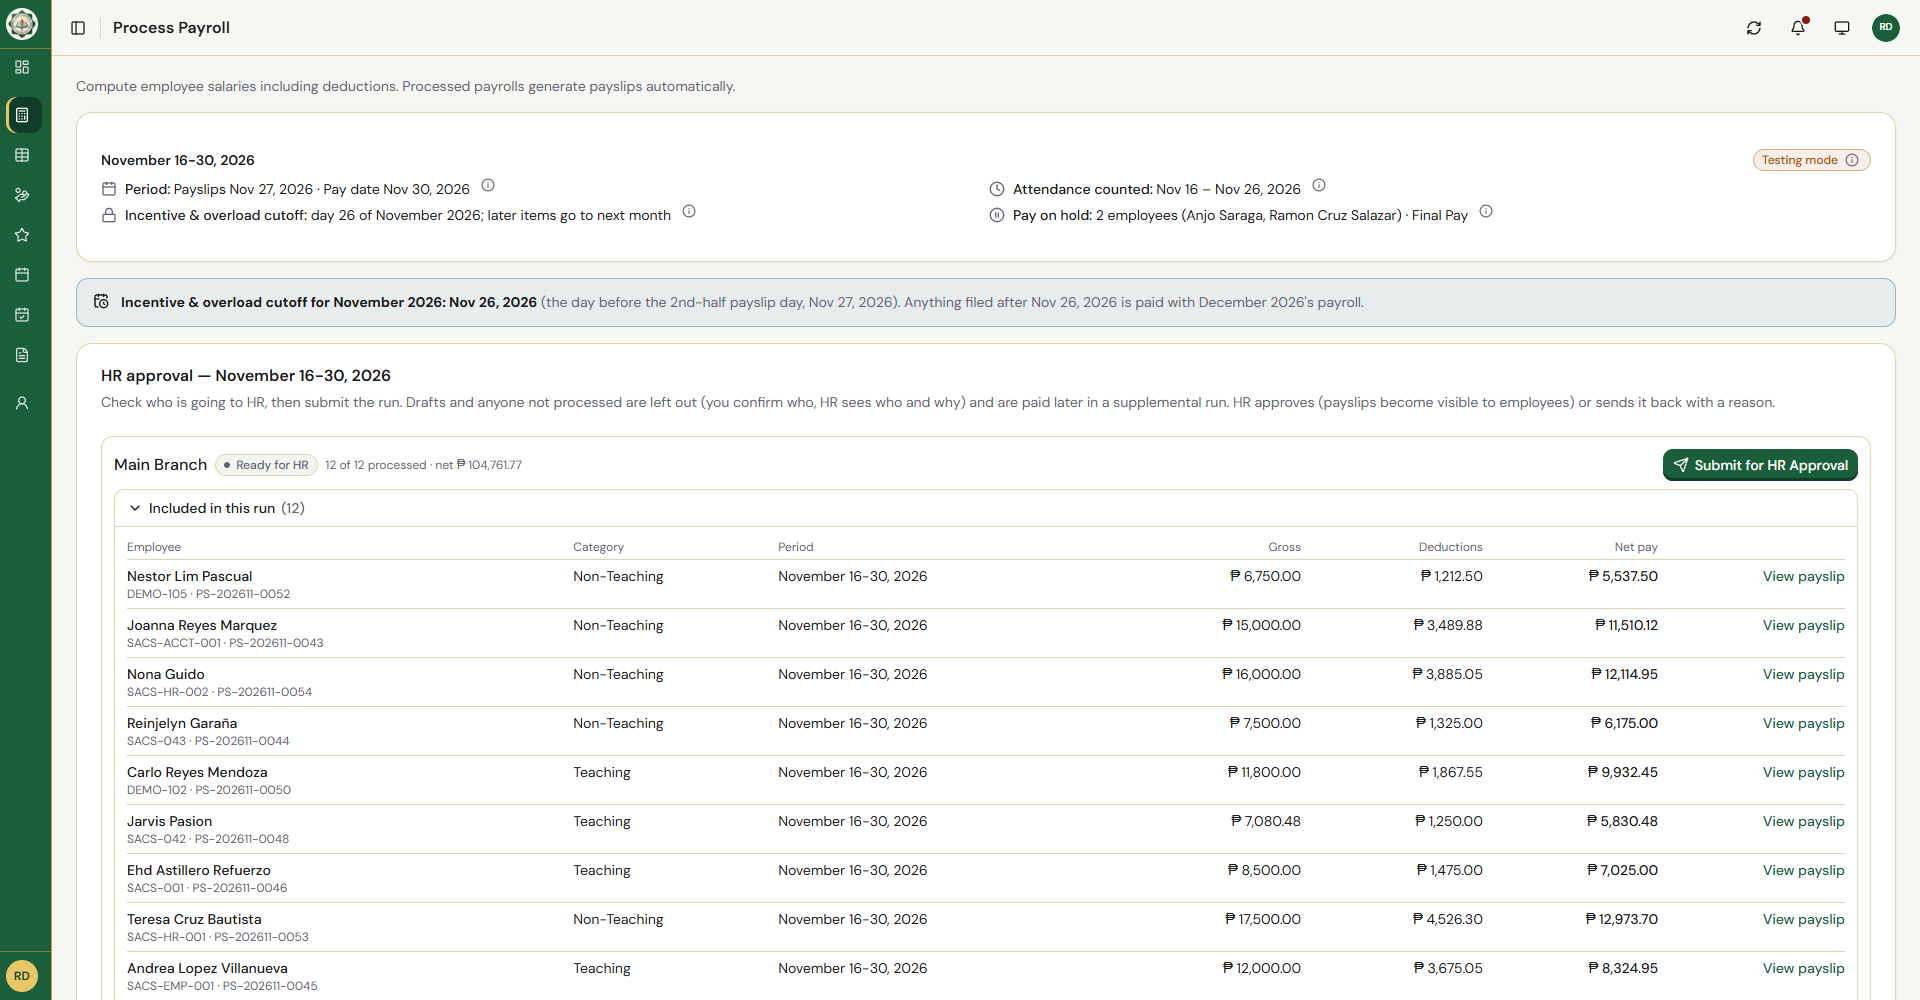 Process Payroll
RD
Compute employee salaries including deductions. Processed payrolls generate payslips automatically.
November 16-30, 2026
Testing mode
Period: Payslips Nov 27, 2026 · Pay date Nov 30, 2026
Attendance counted: Nov 16 – Nov 26, 2026
Incentive & overload cutoff: day 26 of November 2026; later items go to next month
Pay on hold: 2 employees (Anjo Saraga, Ramon Cruz Salazar) · Final Pay
Incentive & overload cutoff for November 2026: Nov 26, 2026 (the day before the 2nd-half payslip day, Nov 27, 2026). Anything filed after Nov 26, 2026 is paid with December 2026's payroll.
HR approval — November 16-30, 2026
Check who is going to HR, then submit the run. Drafts and anyone not processed are left out (you confirm who, HR sees who and why) and are paid later in a supplemental run. HR approves (payslips become visible to employees) or sends it back with a reason.
Main Branch Ready for HR 12 of 12 processed · net ₱ 104,761.77 Submit for HR Approval
Included in this run (12)
Employee Category Period Gross Deductions Net pay
Nestor Lim Pascual Non-Teaching November 16-30, 2026 ₱ 6,750.00 ₱ 1,212.50 ₱ 5,537.50 View payslip
DEMO-105 · PS-202611-0052
Joanna Reyes Marquez Non-Teaching November 16-30, 2026 ₱ 15,000.00 ₱ 3,489.88 ₱ 11,510.12 View payslip
SACS-ACCT-001 · PS-202611-0043
Nona Guido Non-Teaching November 16-30, 2026 ₱ 16,000.00 ₱ 3,885.05 ₱ 12,114.95 View payslip
SACS-HR-002 · PS-202611-0054
Reinjelyn Garaña Non-Teaching November 16-30, 2026 ₱ 7,500.00 ₱ 1,325.00 ₱ 6,175.00 View payslip
SACS-043 · PS-202611-0044
Carlo Reyes Mendoza Teaching November 16-30, 2026 ₱ 11,800.00 ₱ 1,867.55 ₱ 9,932.45 View payslip
DEMO-102 · PS-202611-0050
Jarvis Pasion Teaching November 16-30, 2026 ₱ 7,080.48 ₱ 1,250.00 ₱ 5,830.48 View payslip
SACS-042 · PS-202611-0048
Ehd Astillero Refuerzo Teaching November 16-30, 2026 ₱ 8,500.00 ₱ 1,475.00 ₱ 7,025.00 View payslip
SACS-001 · PS-202611-0046
Teresa Cruz Bautista Non-Teaching November 16-30, 2026 ₱ 17,500.00 ₱ 4,526.30 ₱ 12,973.70 View payslip
SACS-HR-001 · PS-202611-0053
Andrea Lopez Villanueva Teaching November 16-30, 2026 ₱ 12,000.00 ₱ 3,675.05 ₱ 8,324.95 View payslip
SACS-EMP-001 · PS-202611-0045
RD